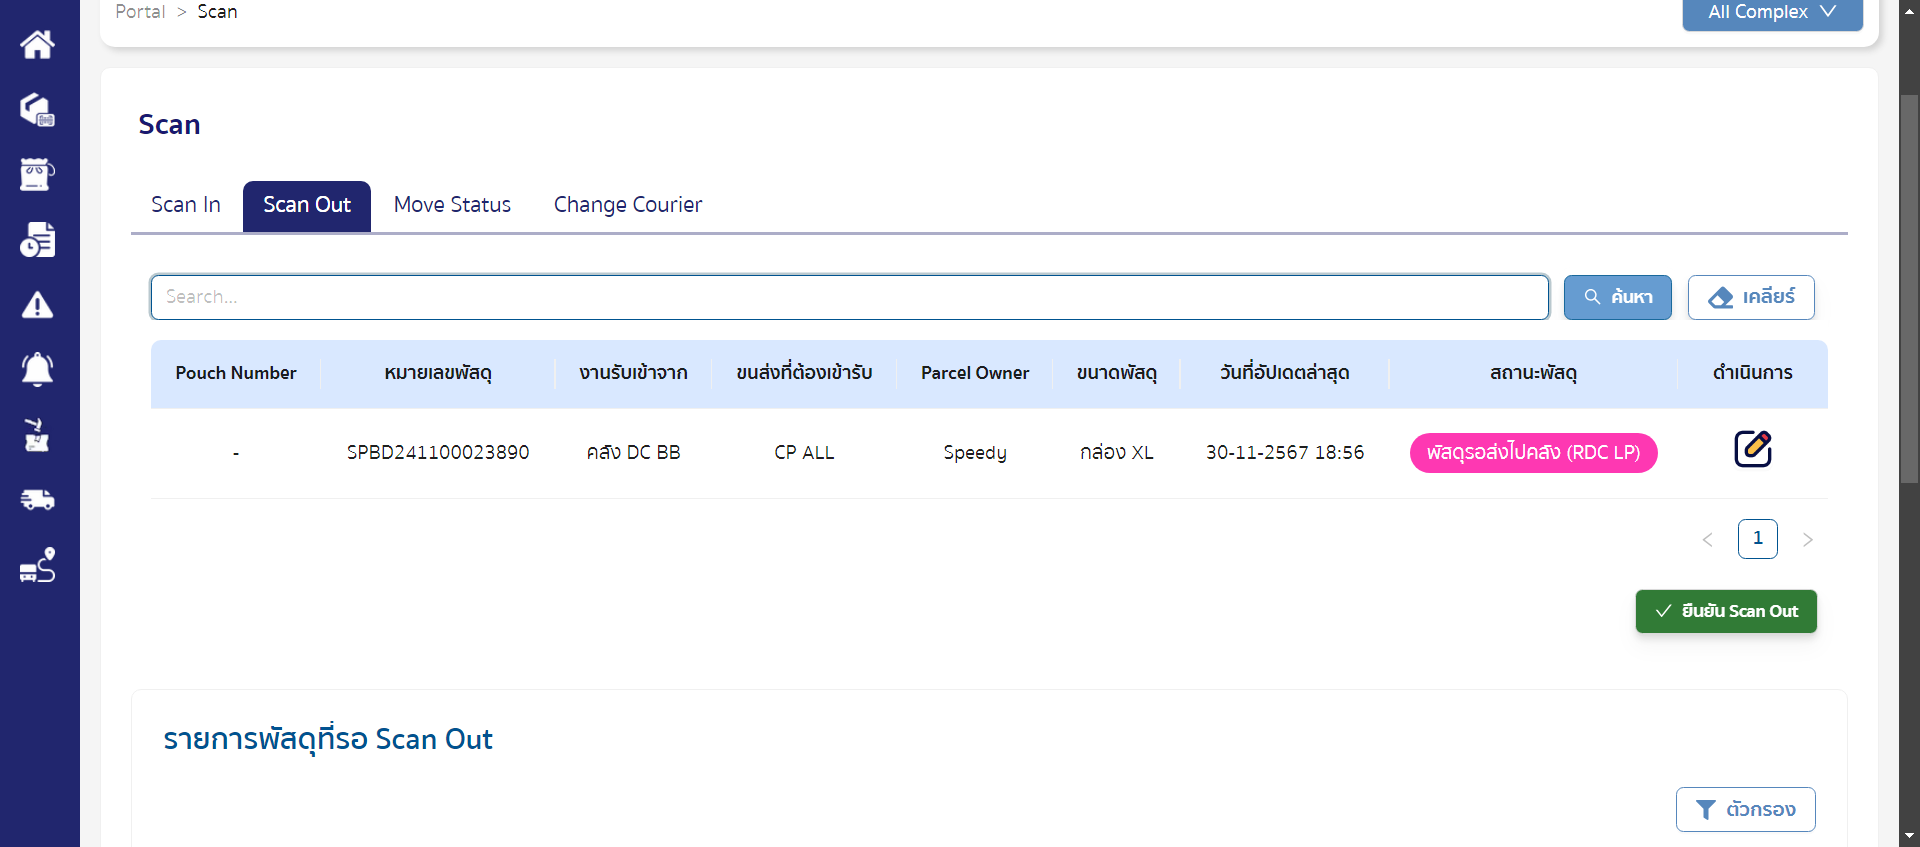 Portal > Scan
All Complex
Scan
Scan In
Scan Out
Move Status
Change Courier
Search...
ค้นหา
เคลียร์
Pouch Number
หมายเลขพัสดุ
งานรับเข้าจาก
ขนส่งที่ต้องเข้ารับ
Parcel Owner
ขนาดพัสดุ
วันที่อัปเดตล่าสุด
สถานะพัสดุ
ดำเนินการ
-
SPBD241100023890
คลัง DC BB
CP ALL
Speedy
กล่อง XL
30-11-2567 18:56
พัสดุรอส่งไปคลัง (RDC LP)
< 1 >
ยืนยัน Scan Out
รายการพัสดุที่รอ Scan Out
ตัวกรอง